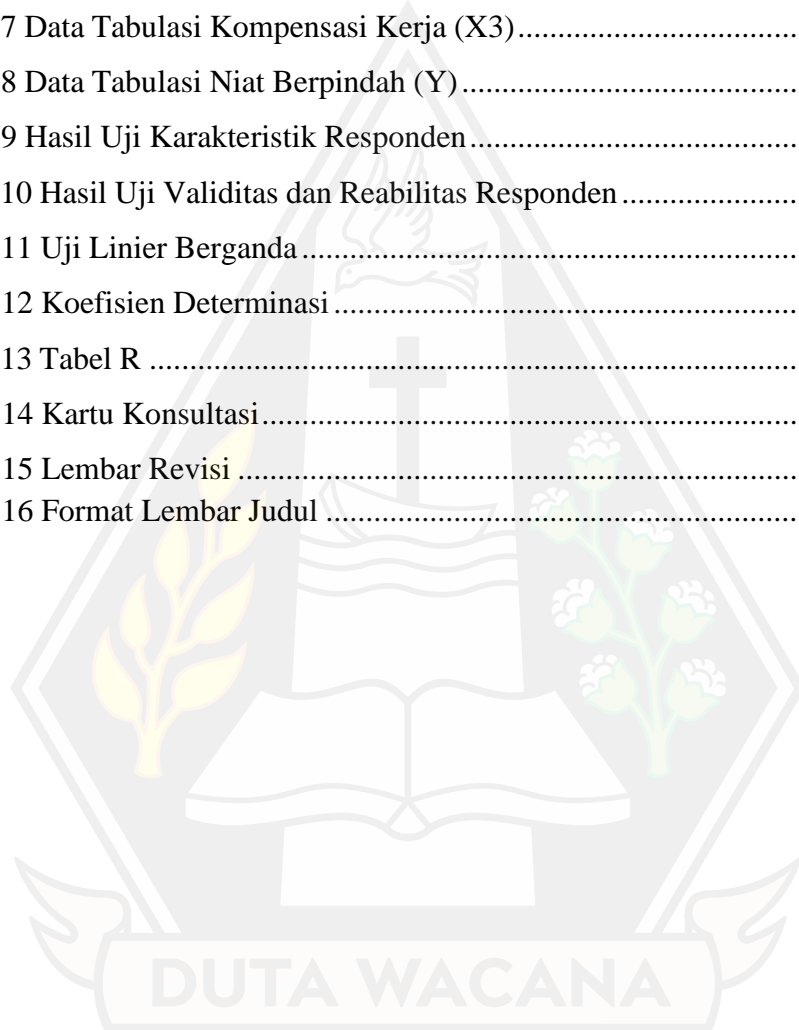 7 Data Tabulasi Kompensasi Kerja (X3)..................................
8 Data Tabulasi Niat Berpindah (Y).........................................
9 Hasil Uji Karakteristik Responden........................................
10 Hasil Uji Validitas dan Reabilitas Responden.....................
11 Uji Linier Berganda.............................................................
12 Koefisien Determinasi.........................................................
13 Tabel R ................................................................................
14 Kartu Konsultasi..................................................................
15 Lembar Revisi .....................................................................
16 Format Lembar Judul ..........................................................
DUTA WACANA